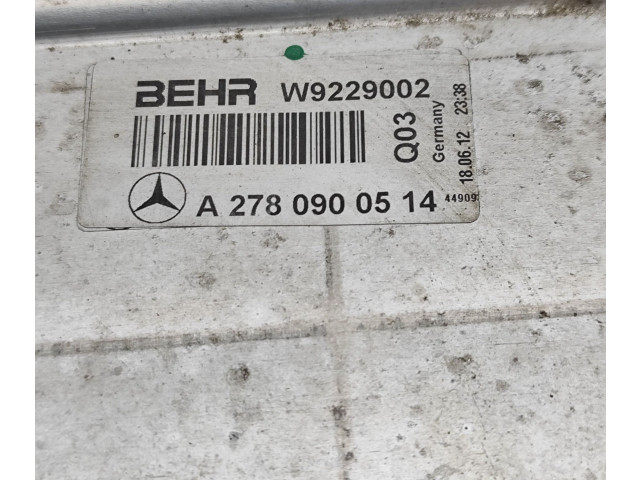 BEHR W9229002
Q03
Germany
18.06.12 23:38
A 278 090 05 14 44909